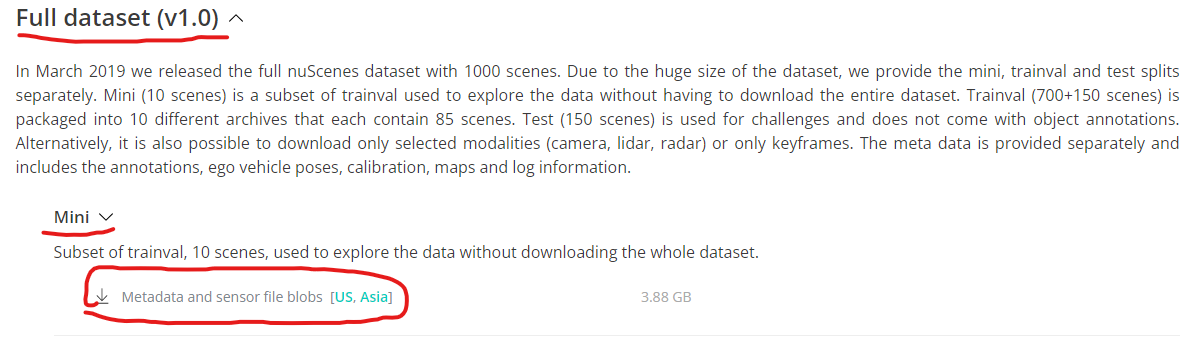 Full dataset (v1.0)
In March 2019 we released the full nuScenes dataset with 1000 scenes. Due to the huge size of the dataset, we provide the mini, trainval and test splits
separately. Mini (10 scenes) is a subset of trainval used to explore the data without having to download the entire dataset. Trainval (700+150 scenes) is
packaged into 10 different archives that each contain 85 scenes. Test (150 scenes) is used for challenges and does not come with object annotations.
Alternatively, it is also possible to download only selected modalities (camera, lidar, radar) or only keyframes. The meta data is provided separately and
includes the annotations, ego vehicle poses, calibration, maps and log information.
Mini
Subset of trainval, 10 scenes, used to explore the data without downloading the whole dataset.
Metadata and sensor file blobs [US, Asia] 3.88 GB